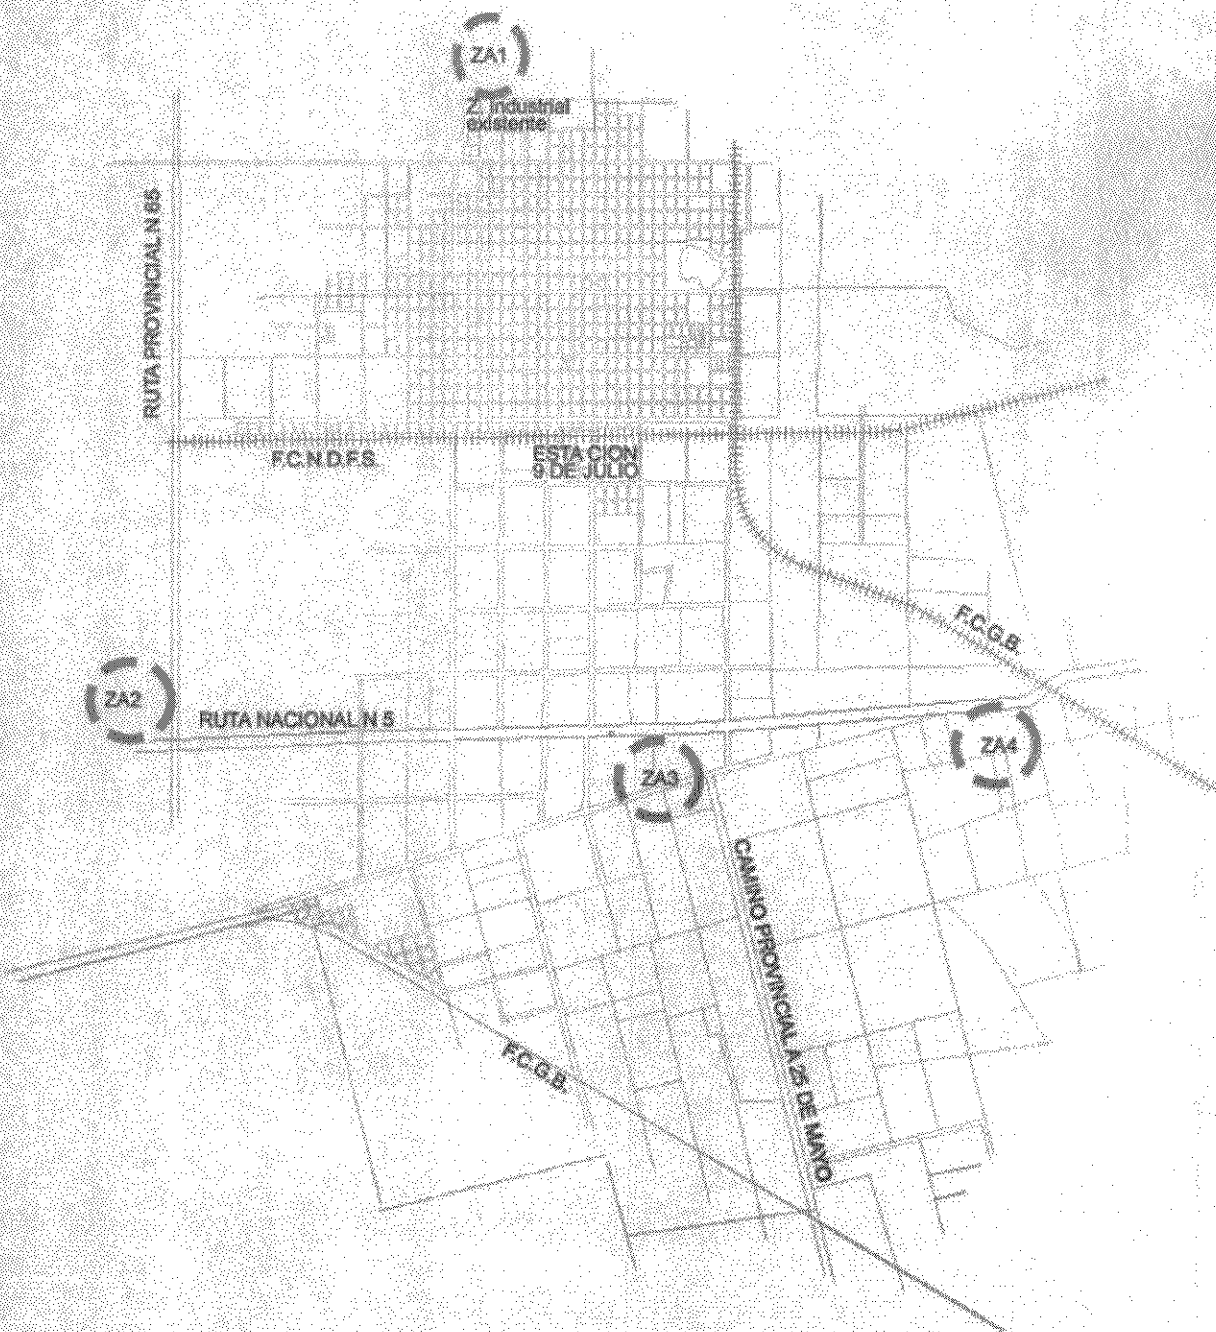 ZA1
Z. Industrial
existente
RUTA PROVINCIAL N 65
F.C.N.D.F.S.
ESTACION
9 DE JULIO
F.C.G.B.
ZA2
RUTA NACIONAL N 5
ZA3
ZA4
CAMINO PROVINCIAL A 25 DE MAYO
F.C.G.B.